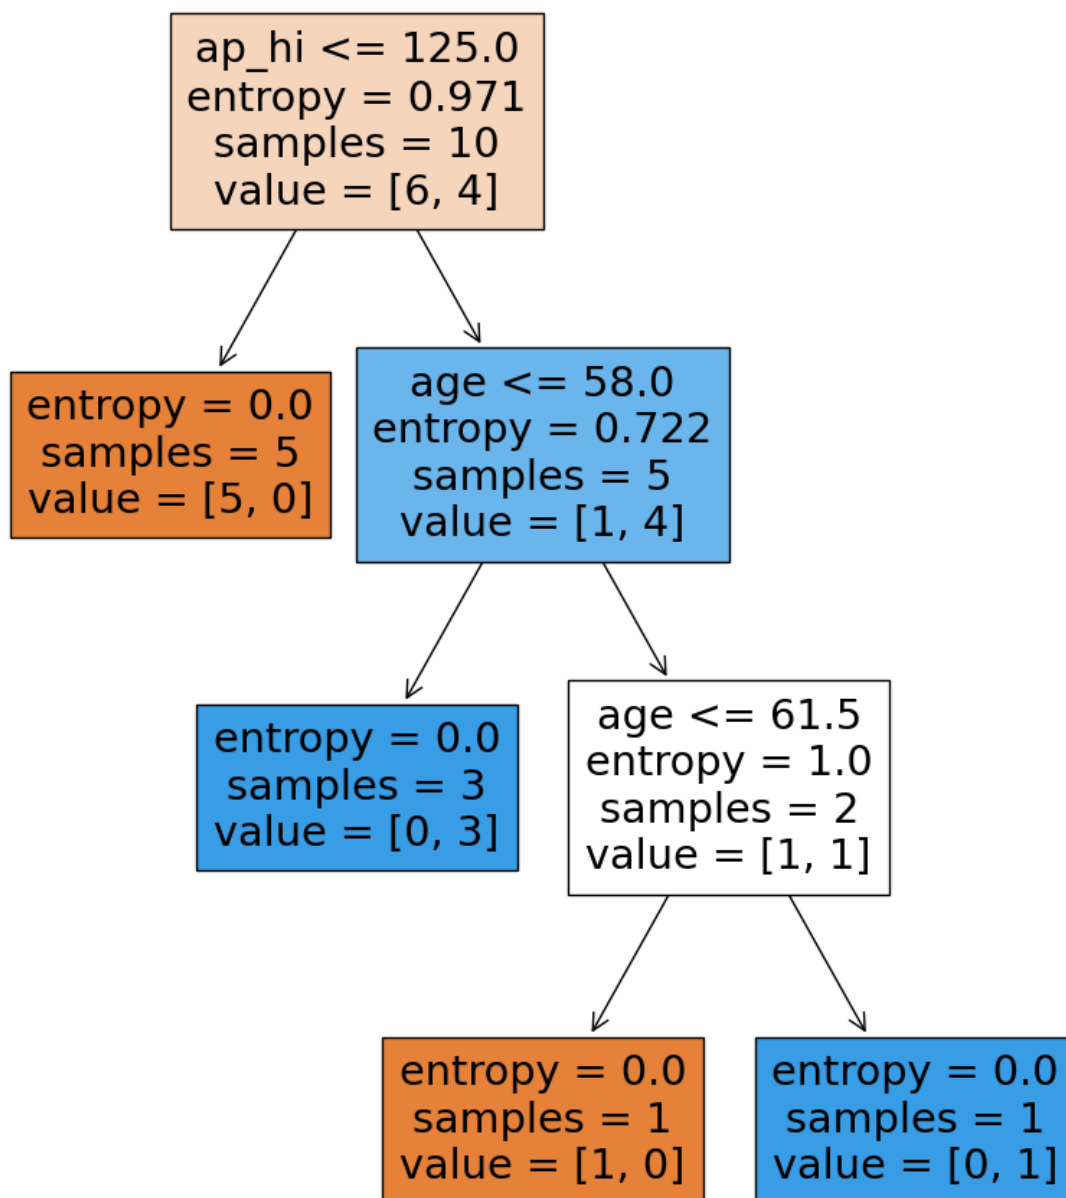 ap_hi <= 125.0
entropy = 0.971
samples = 10
value = [6, 4]
entropy = 0.0
samples = 5
value = [5, 0]
age <= 58.0
entropy = 0.722
samples = 5
value = [1, 4]
entropy = 0.0
samples = 3
value = [0, 3]
age <= 61.5
entropy = 1.0
samples = 2
value = [1, 1]
entropy = 0.0
samples = 1
value = [1, 0]
entropy = 0.0
samples = 1
value = [0, 1]